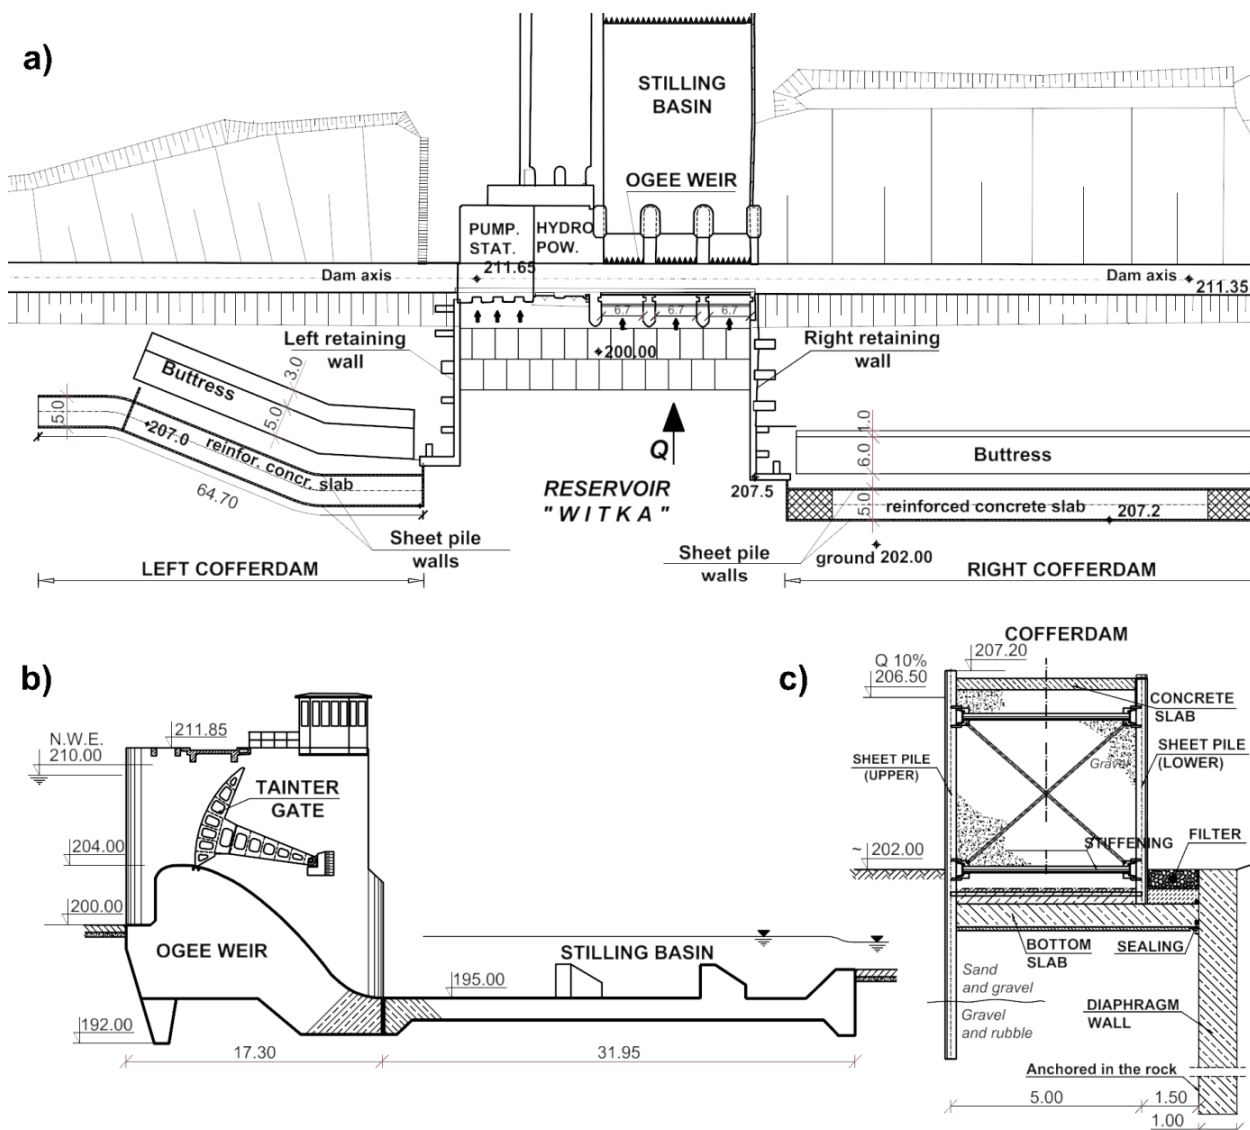 a)
STILLING
BASIN
OGEE WEIR
PUMP.
STAT.
HYDRO
POW.
Dam axis
211.65
Dam axis
211.35
6.7
6.7
6.7
Left retaining
wall
Right retaining
wall
200.00
Buttress
3.0
5.0
5.0
207.0
reinfor. concr. slab
64.70
Q
RESERVOIR
"WITKA"
207.5
1.0
6.0
5.0
Buttress
reinforced concrete slab
207.2
Sheet pile
walls
Sheet pile
walls
ground 202.00
LEFT COFFERDAM
RIGHT COFFERDAM
b)
N.W.E.
210.00
211.85
TAINTER
GATE
204.00
200.00
OGEE WEIR
STILLING BASIN
195.00
192.00
17.30
31.95
c)
COFFERDAM
207.20
Q 10%
206.50
CONCRETE
SLAB
SHEET PILE
(UPPER)
SHEET PILE
(LOWER)
Gravel
STIFFENING
FILTER
~ 202.00
BOTTOM
SLAB
SEALING
Sand
and gravel
Gravel
and rubble
DIAPHRAGM
WALL
Anchored in the rock
5.00
1.50
1.00